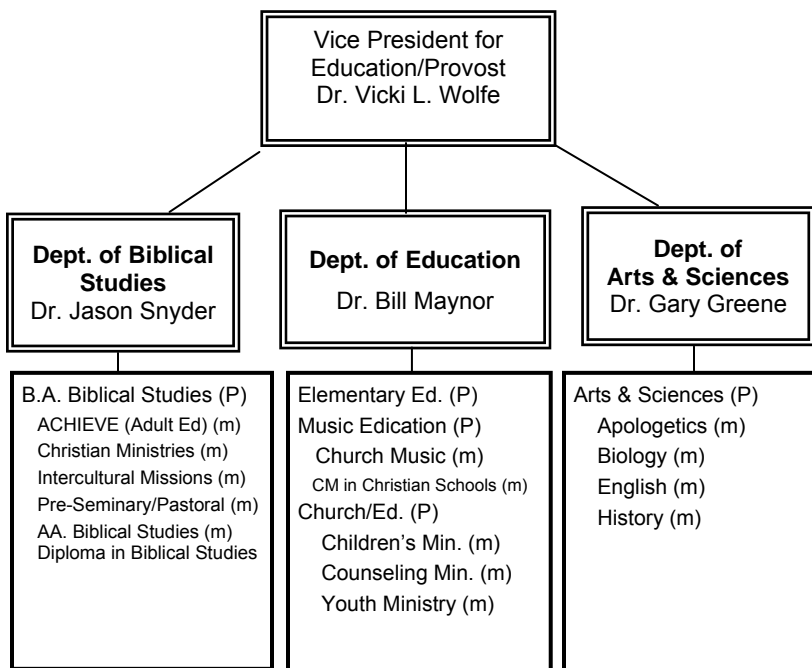 Vice President for
Education/Provost
Dr. Vicki L. Wolfe
Dept. of Biblical
Studies
Dr. Jason Snyder
Dept. of Education
Dr. Bill Maynor
Dept. of
Arts & Sciences
Dr. Gary Greene
B.A. Biblical Studies (P)
ACHIEVE (Adult Ed) (m)
Christian Ministries (m)
Intercultural Missions (m)
Pre-Seminary/Pastoral (m)
AA. Biblical Studies (m)
Diploma in Biblical Studies
Elementary Ed. (P)
Music Edication (P)
Church Music (m)
CM in Christian Schools (m)
Church/Ed. (P)
Children's Min. (m)
Counseling Min. (m)
Youth Ministry (m)
Arts & Sciences (P)
Apologetics (m)
Biology (m)
English (m)
History (m)